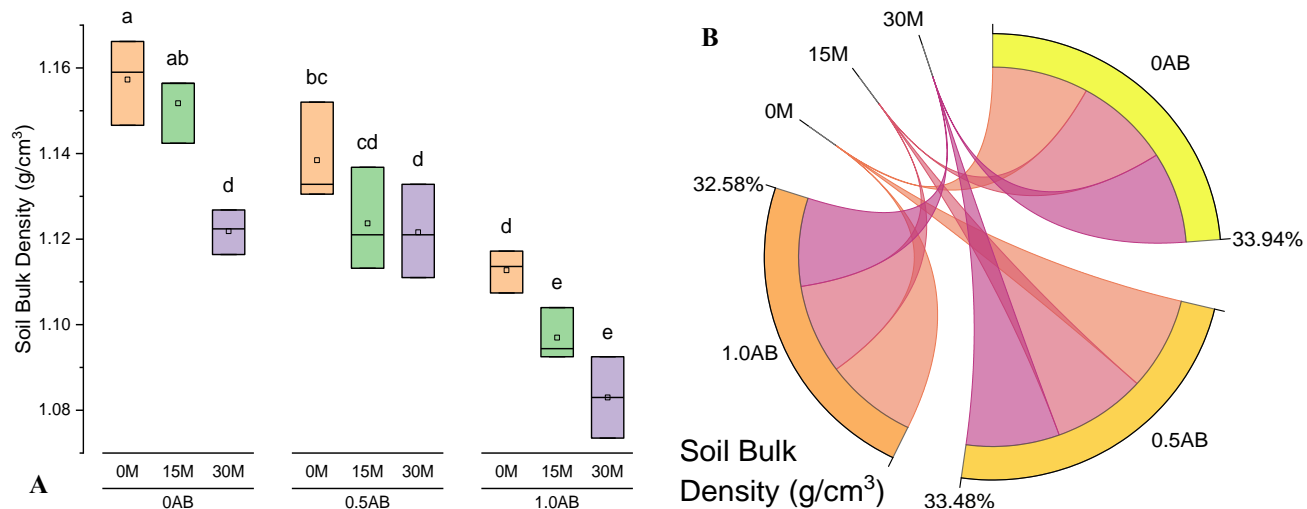 Soil Bulk Density (g/cm³)
1.16
1.14
1.12
1.10
1.08
a
ab
d
bc
cd
d
d
e
e
0M 15M 30M 0M 15M 30M 0M 15M 30M
0AB 0.5AB 1.0AB
A
B
30M
15M
0M
0AB
33.94%
32.58%
1.0AB
0.5AB
33.48%
Soil Bulk
Density (g/cm³)